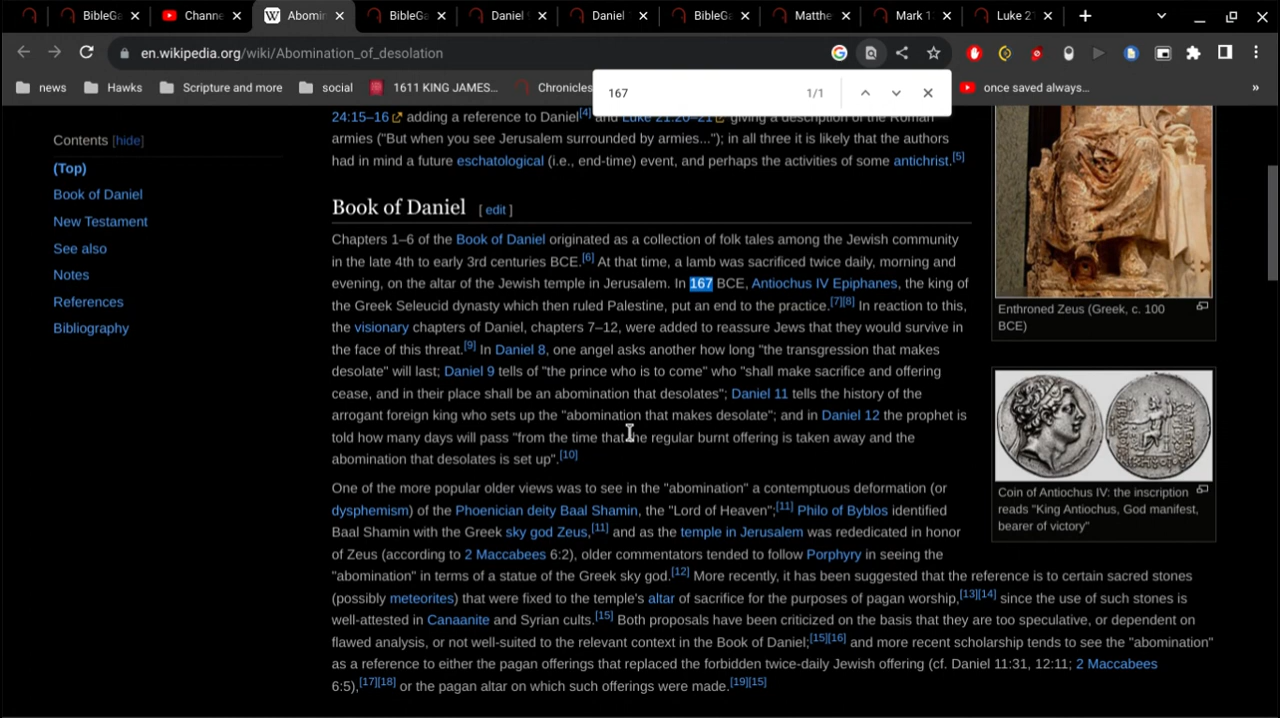 BibleGa
Channe
Abomin
BibleGa
Daniel
Daniel
BibleGa
Matthe
Mark 1
Luke 2
en.wikipedia.org/wiki/Abomination_of_desolation
news
Hawks
Scripture and more
social
1611 KING JAMES...
Chronicles
once saved always...
»
167
1/1
Contents [hide]
(Top)
Book of Daniel
New Testament
See also
Notes
References
Bibliography
24:15–16 adding a reference to Daniel[4] and Luke 21:20–21 giving a description of the Roman
armies ("But when you see Jerusalem surrounded by armies..."); in all three it is likely that the authors
had in mind a future eschatological (i.e., end-time) event, and perhaps the activities of some antichrist.[5]
Book of Daniel [ edit ]
Chapters 1–6 of the Book of Daniel originated as a collection of folk tales among the Jewish community
in the late 4th to early 3rd centuries BCE.[6] At that time, a lamb was sacrificed twice daily, morning and
evening, on the altar of the Jewish temple in Jerusalem. In 167 BCE, Antiochus IV Epiphanes, the king of
the Greek Seleucid dynasty which then ruled Palestine, put an end to the practice.[7][8] In reaction to this,
the visionary chapters of Daniel, chapters 7–12, were added to reassure Jews that they would survive in
the face of this threat.[9] In Daniel 8, one angel asks another how long "the transgression that makes
desolate" will last; Daniel 9 tells of "the prince who is to come" who "shall make sacrifice and offering
cease, and in their place shall be an abomination that desolates"; Daniel 11 tells the history of the
arrogant foreign king who sets up the "abomination that makes desolate"; and in Daniel 12 the prophet is
told how many days will pass "from the time that the regular burnt offering is taken away and the
abomination that desolates is set up".[10]
One of the more popular older views was to see in the "abomination" a contemptuous deformation (or
dysphemism) of the Phoenician deity Baal Shamin, the "Lord of Heaven";[11] Philo of Byblos identified
Baal Shamin with the Greek sky god Zeus,[11] and as the temple in Jerusalem was rededicated in honor
of Zeus (according to 2 Maccabees 6:2), older commentators tended to follow Porphyry in seeing the
"abomination" in terms of a statue of the Greek sky god.[12] More recently, it has been suggested that the reference is to certain sacred stones
(possibly meteorites) that were fixed to the temple's altar of sacrifice for the purposes of pagan worship,[13][14] since the use of such stones is
well-attested in Canaanite and Syrian cults.[15] Both proposals have been criticized on the basis that they are too speculative, or dependent on
flawed analysis, or not well-suited to the relevant context in the Book of Daniel;[15][16] and more recent scholarship tends to see the "abomination"
as a reference to either the pagan offerings that replaced the forbidden twice-daily Jewish offering (cf. Daniel 11:31, 12:11; 2 Maccabees
6:5),[17][18] or the pagan altar on which such offerings were made.[19][15]
Enthroned Zeus (Greek, c. 100
BCE)
Coin of Antiochus IV: the inscription
reads "King Antiochus, God manifest,
bearer of victory"